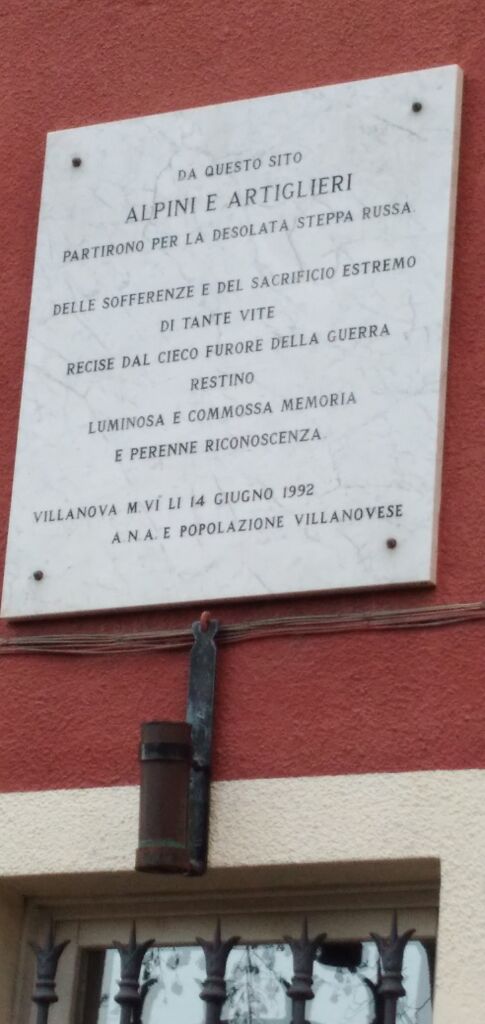 DA QUESTO SITO
ALPINI E ARTIGLIERI
PARTIRONO PER LA DESOLATA STEPPA RUSSA.
DELLE SOFFERENZE E DEL SACRIFICIO ESTREMO
DI TANTE VITE
RECISE DAL CIECO FURORE DELLA GUERRA
RESTINO
LUMINOSA E COMMOSSA MEMORIA
E PERENNE RICONOSCENZA.
VILLANOVA M.VI LI 14 GIUGNO 1992
A.N.A. E POPOLAZIONE VILLANOVESE